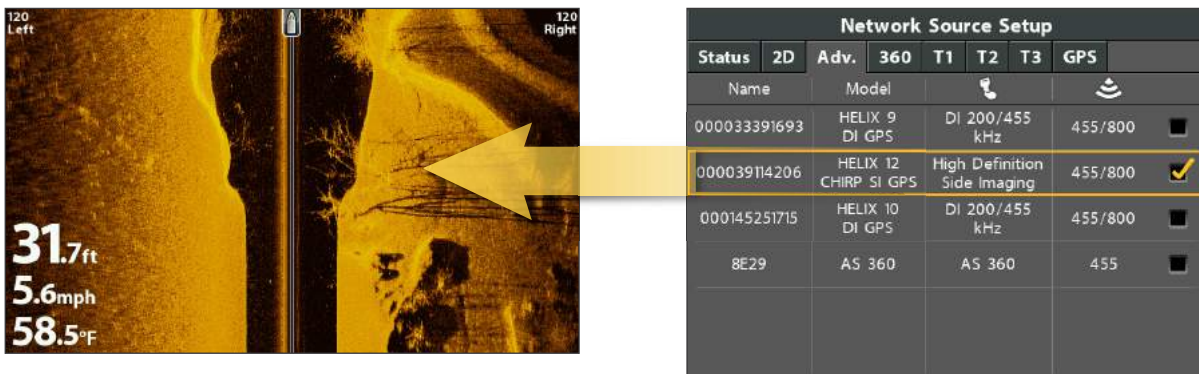 120 Left
120 Right
31.7ft
5.6mph
58.5°F
Network Source Setup
Status 2D Adv. 360 T1 T2 T3 GPS
Name Model
000033391693 HELIX 9 DI GPS DI 200/455 kHz 455/800
000039114206 HELIX 12 CHIRP SI GPS High Definition Side Imaging 455/800
000145251715 HELIX 10 DI GPS DI 200/455 kHz 455/800
8E29 AS 360 AS 360 455